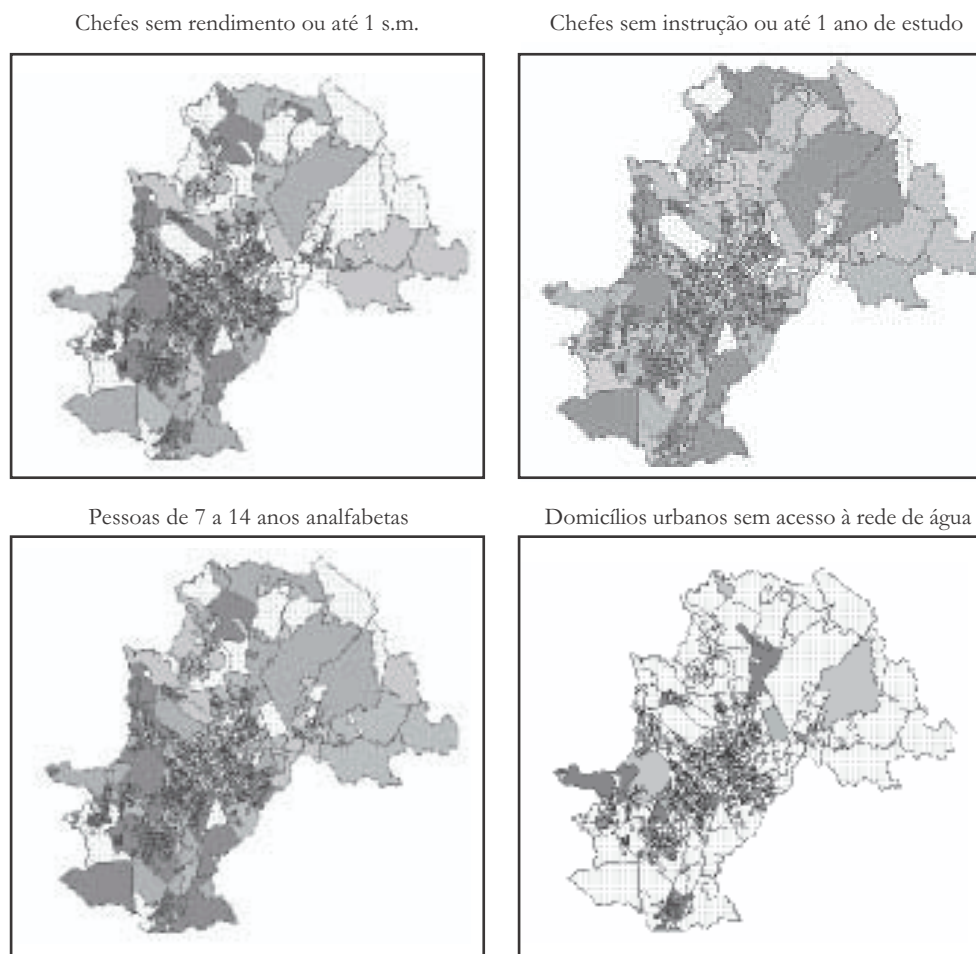 Chefes sem rendimento ou até 1 s.m.
Chefes sem instrução ou até 1 ano de estudo
Pessoas de 7 a 14 anos analfabetas
Domicílios urbanos sem acesso à rede de água